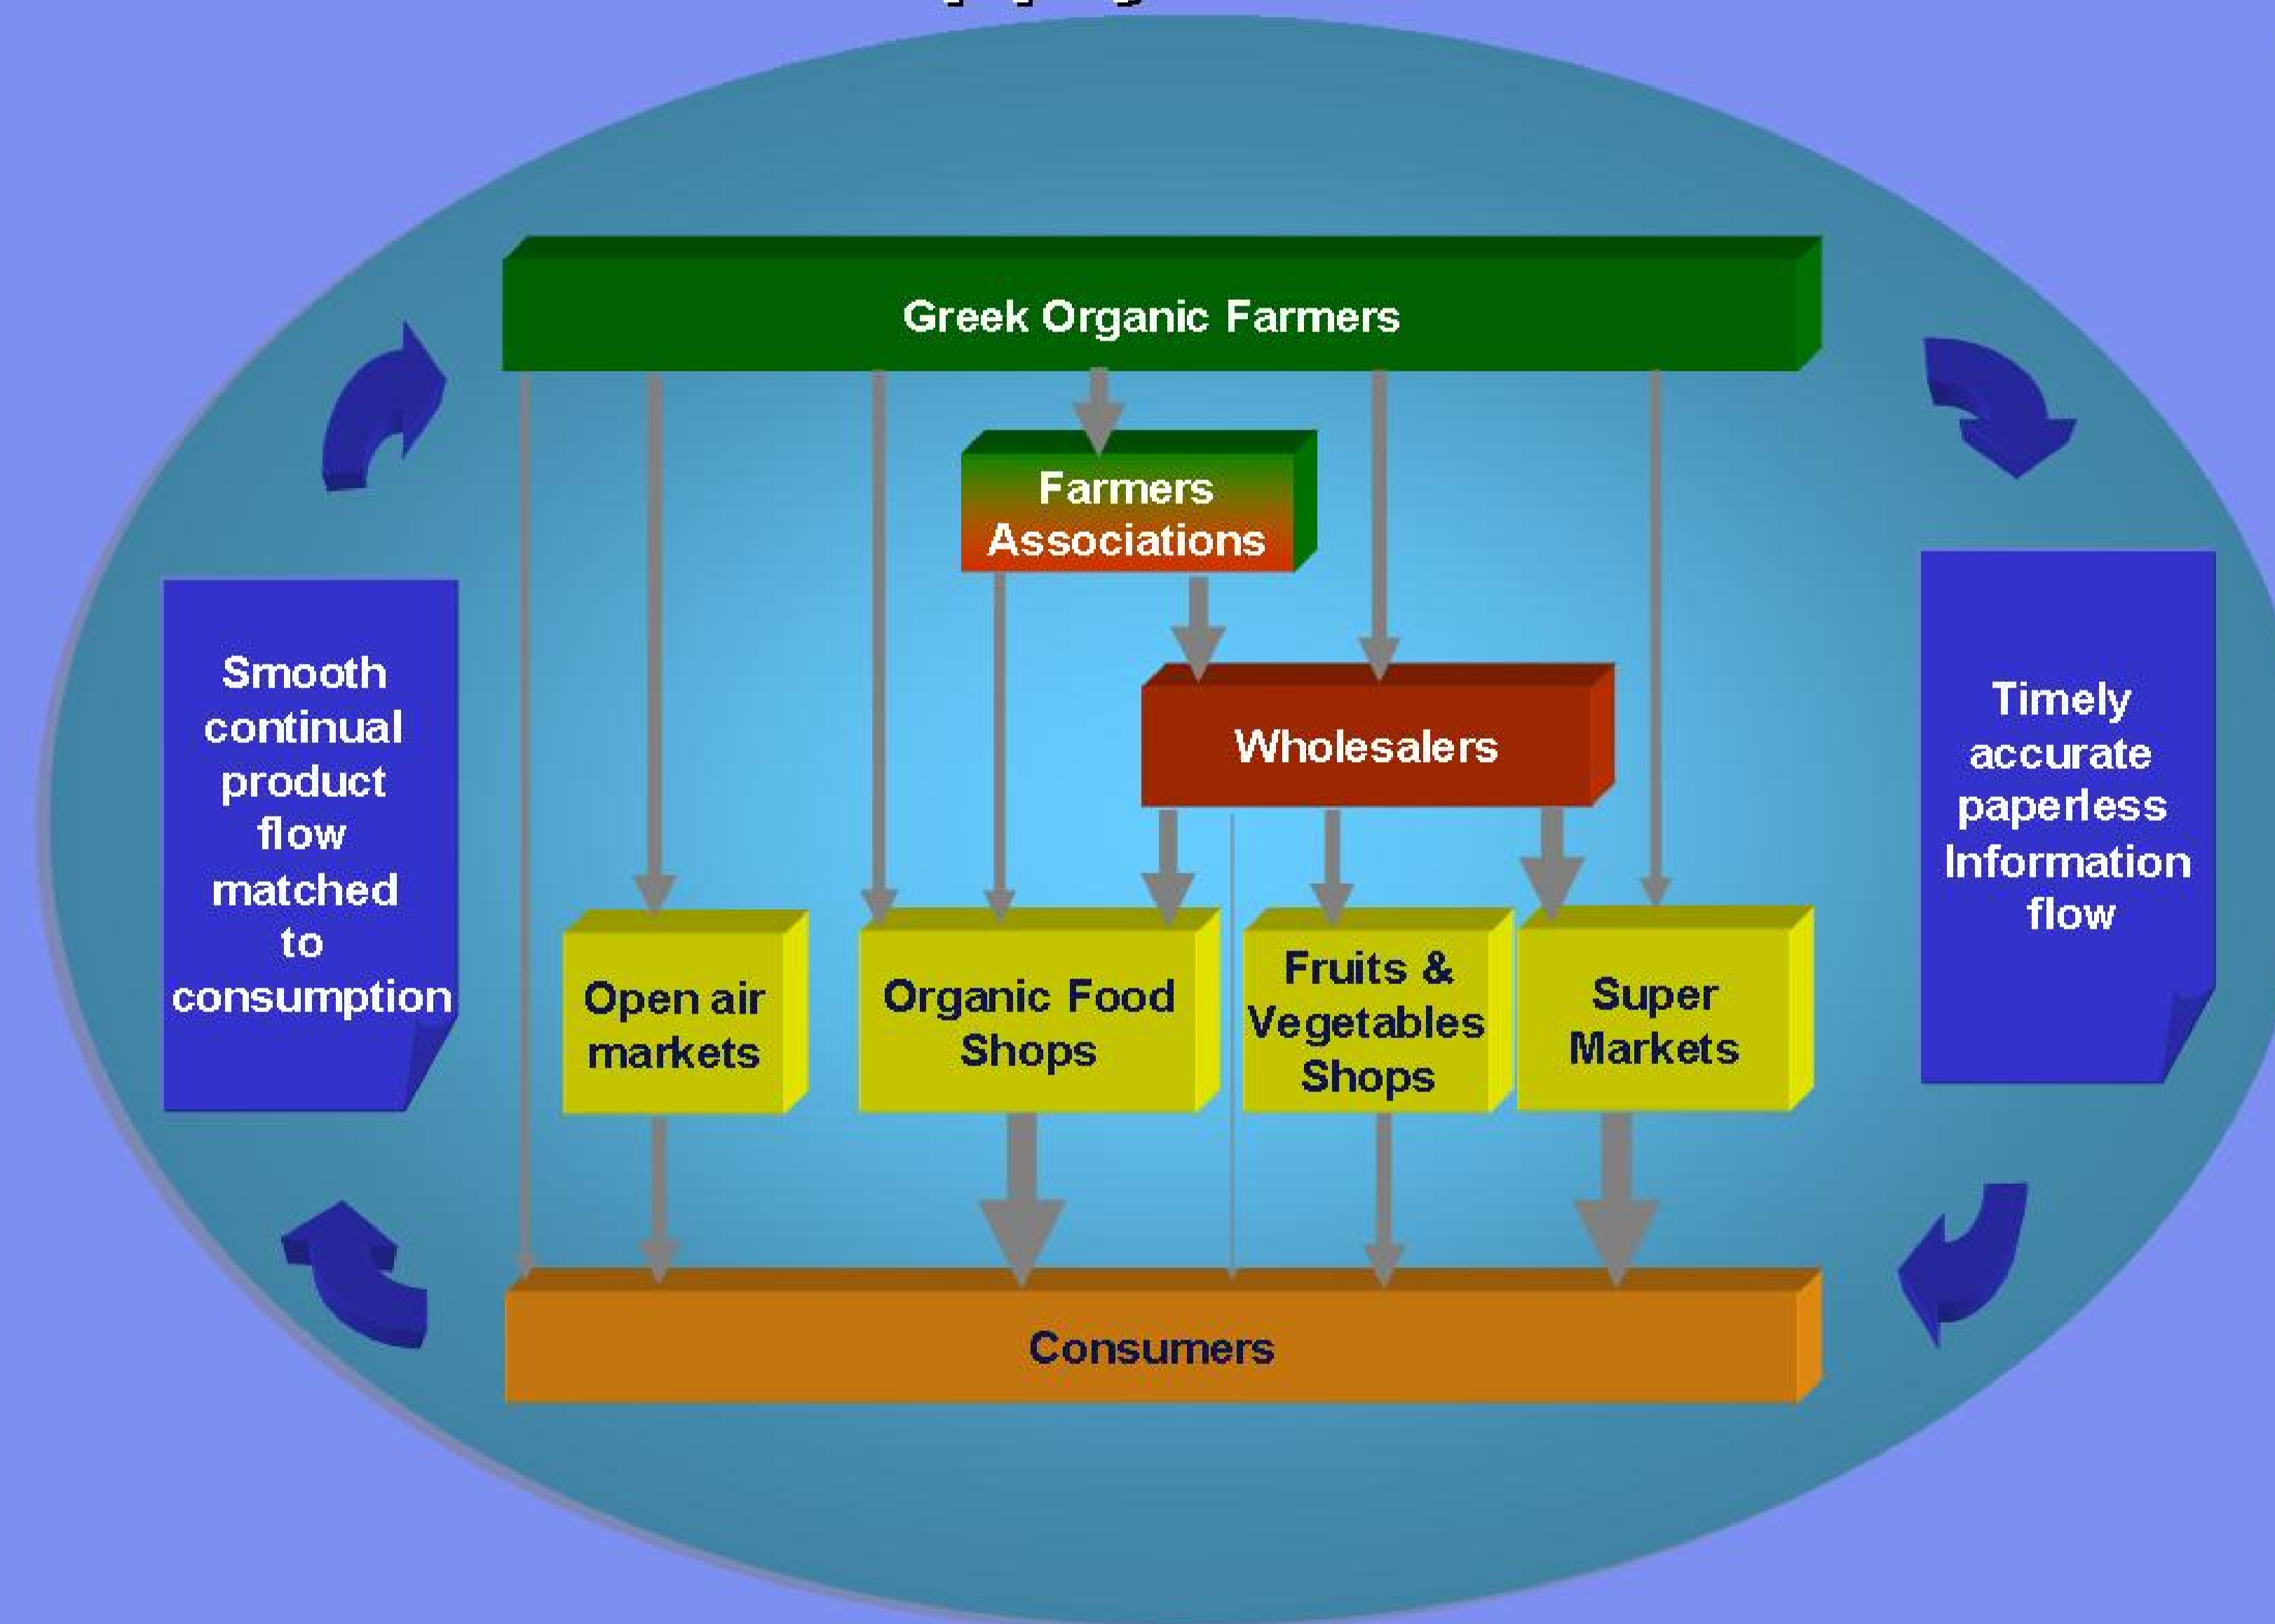 Greek Organic Farmers
Farmers
Associations
Smooth
continual
product
flow
matched
to
consumption
Timely
accurate
paperless
Information
flow
Wholesalers
Open air
markets
Organic Food
Shops
Fruits &
Vegetables
Shops
Super
Markets
Consumers